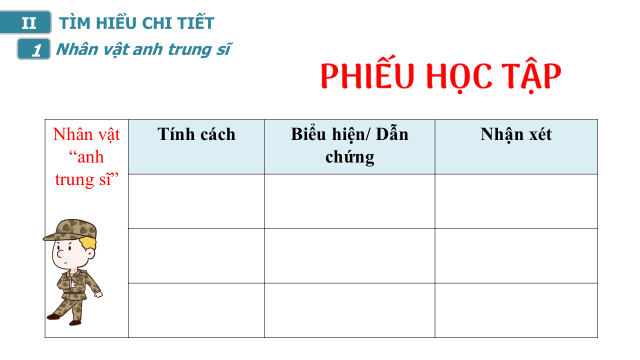 II TÌM HIỂU CHI TIẾT
1 Nhân vật anh trung sĩ
PHIẾU HỌC TẬP
Nhân vật
“anh
trung sĩ”
Tính cách
Biểu hiện/ Dẫn
chứng
Nhận xét